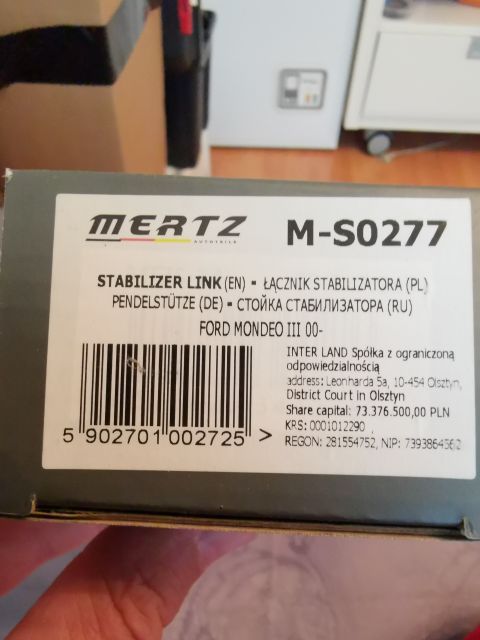 MERTZ
AUTOTEILE
M-S0277
STABILIZER LINK (EN) - ŁĄCZNIK STABILIZATORA (PL)
PENDELSTÜTZE (DE) - СТОЙКА СТАБИЛИЗАТОРА (RU)
FORD MONDEO III 00-
INTER LAND Spółka z ograniczoną
odpowiedzialnością
address: Leonharda 5a, 10-454 Olsztyn,
District Court in Olsztyn
Share capital: 73.376.500,00 PLN
KRS: 0001012290
REGON: 281554752, NIP: 7393864562
5 902701 002725 >